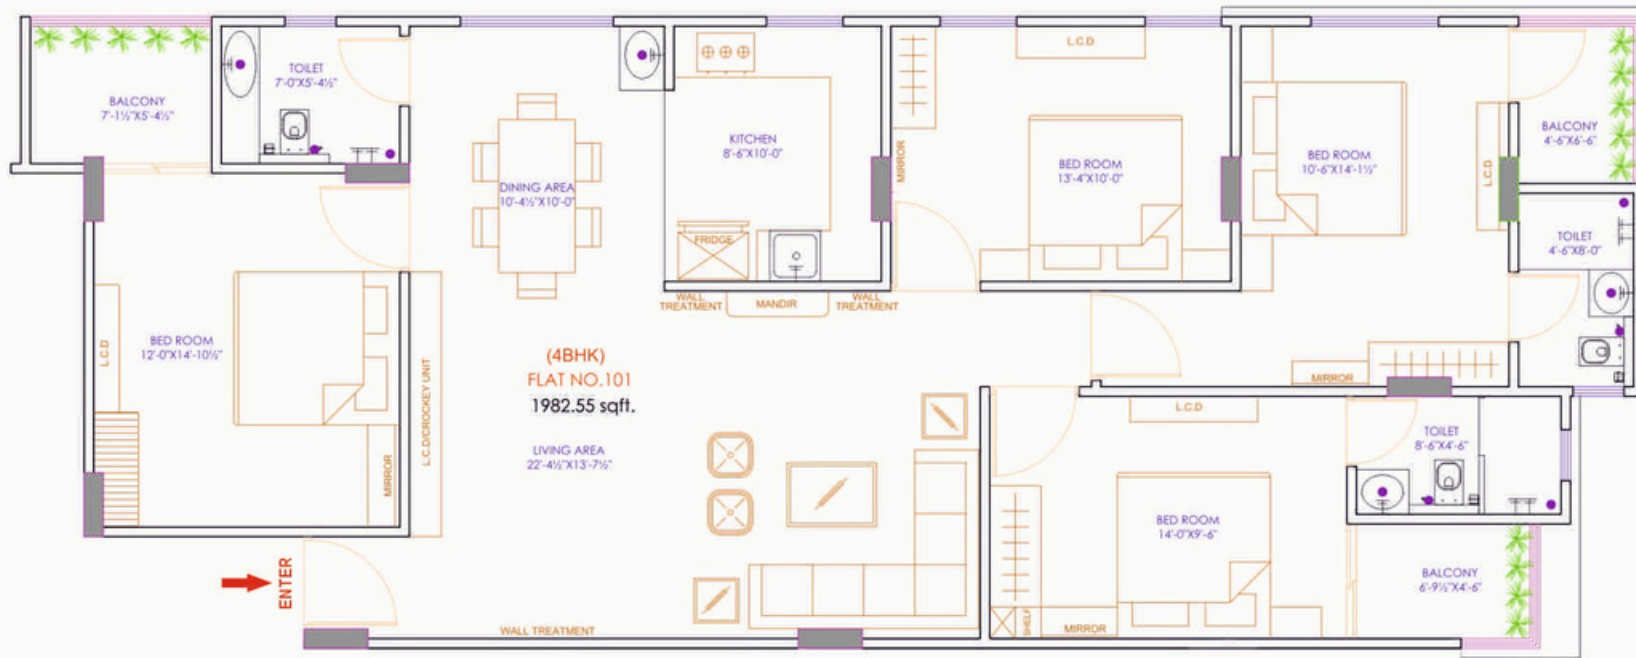 BALCONY
7'-1½"X5'-4½"
TOILET
7'-0"X5'-4½"
DINING AREA
10'-4½"X10'-0"
KITCHEN
8'-6"X10'-0"
FRIDGE
WALL
TREATMENT
MANDIR
WALL
TREATMENT
MIRROR
L.C.D
BED ROOM
13'-4"X10'-0"
BED ROOM
10'-6"X14'-1½"
L.C.D
BALCONY
4'-6"X6'-6"
TOILET
4'-6"X8'-0"
MIRROR
BED ROOM
12'-0"X14'-10½"
L.C.D
MIRROR
L.C.D/CROCKEY UNIT
(4BHK)
FLAT NO.101
1982.55 sqft.
LIVING AREA
22'-4½"X13'-7½"
L.C.D
TOILET
8'-6"X4'-6"
BED ROOM
14'-0"X9'-6"
BALCONY
6'-9½"X4'-6"
SHELF
MIRROR
ENTER
WALL TREATMENT